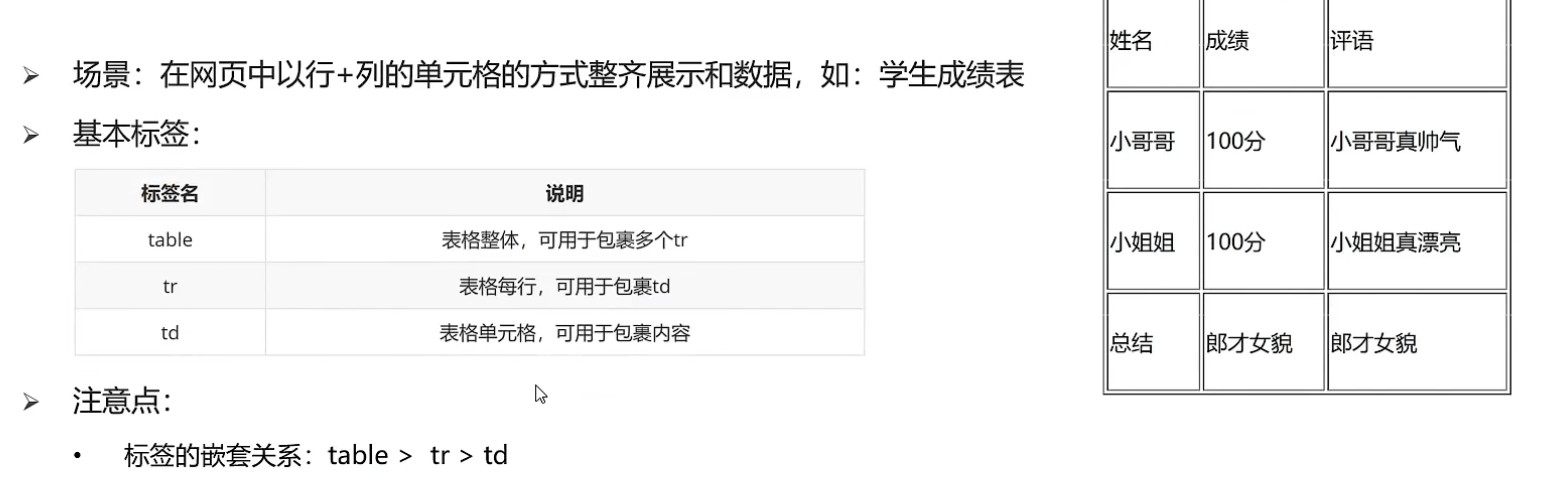 场景：在网页中以行+列的单元格的方式整齐展示和数据，如：学生成绩表
基本标签：
标签名 说明
table 表格整体，可用于包裹多个tr
tr 表格每行，可用于包裹td
td 表格单元格，可用于包裹内容
注意点：
• 标签的嵌套关系：table > tr > td
姓名 成绩 评语
小哥哥 100分 小哥哥真帅气
小姐姐 100分 小姐姐真漂亮
总结 郎才女貌 郎才女貌